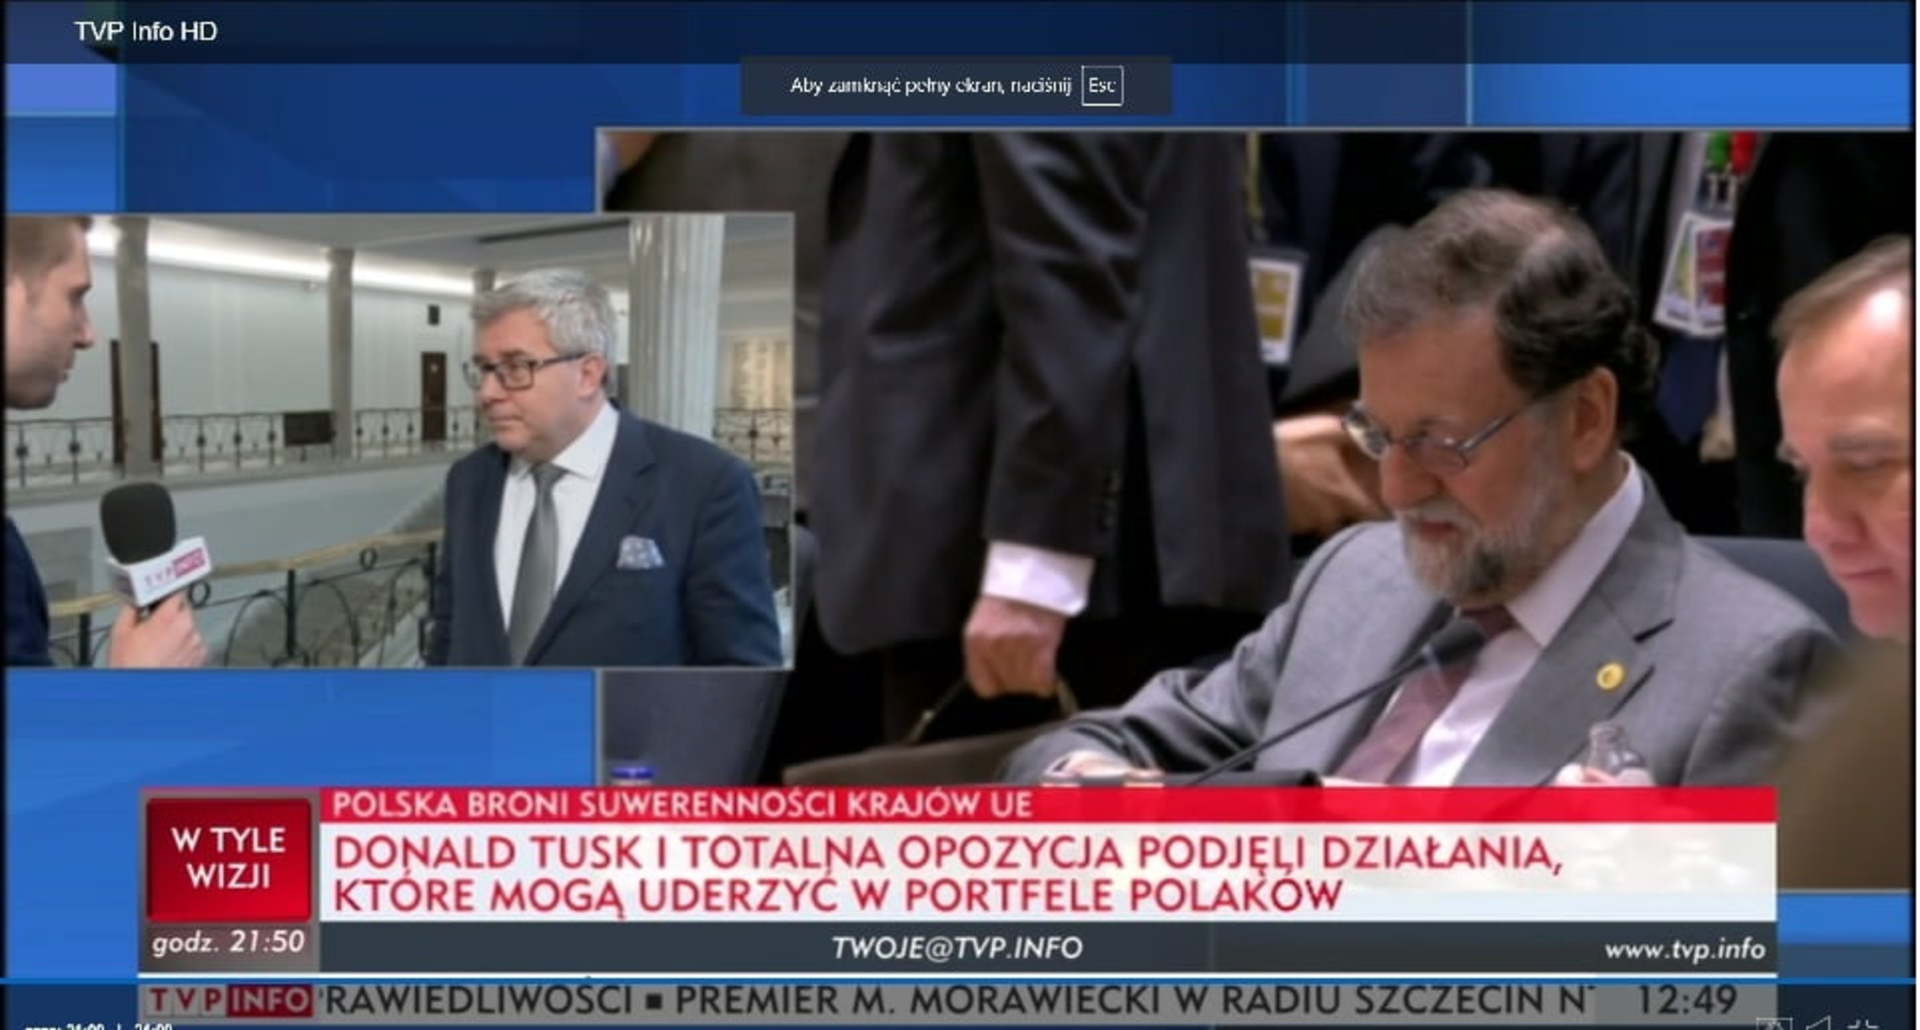 TVP Info HD
Aby zamknąć pełny ekran, naciśnij Esc
TVP INFO
POLSKA BRONI SUWERENNOŚCI KRAJÓW UE
W TYLE
WIZJI
DONALD TUSK I TOTALNA OPOZYCJA PODJĘLI DZIAŁANIA,
KTÓRE MOGĄ UDERZYĆ W PORTFELE POLAKÓW
godz. 21:50
TWOJE@TVP.INFO
www.tvp.info
TVP INFO RAWIEDLIWOŚCI ▪ PREMIER M. MORAWIECKI W RADIU SZCZECIN N 12:49